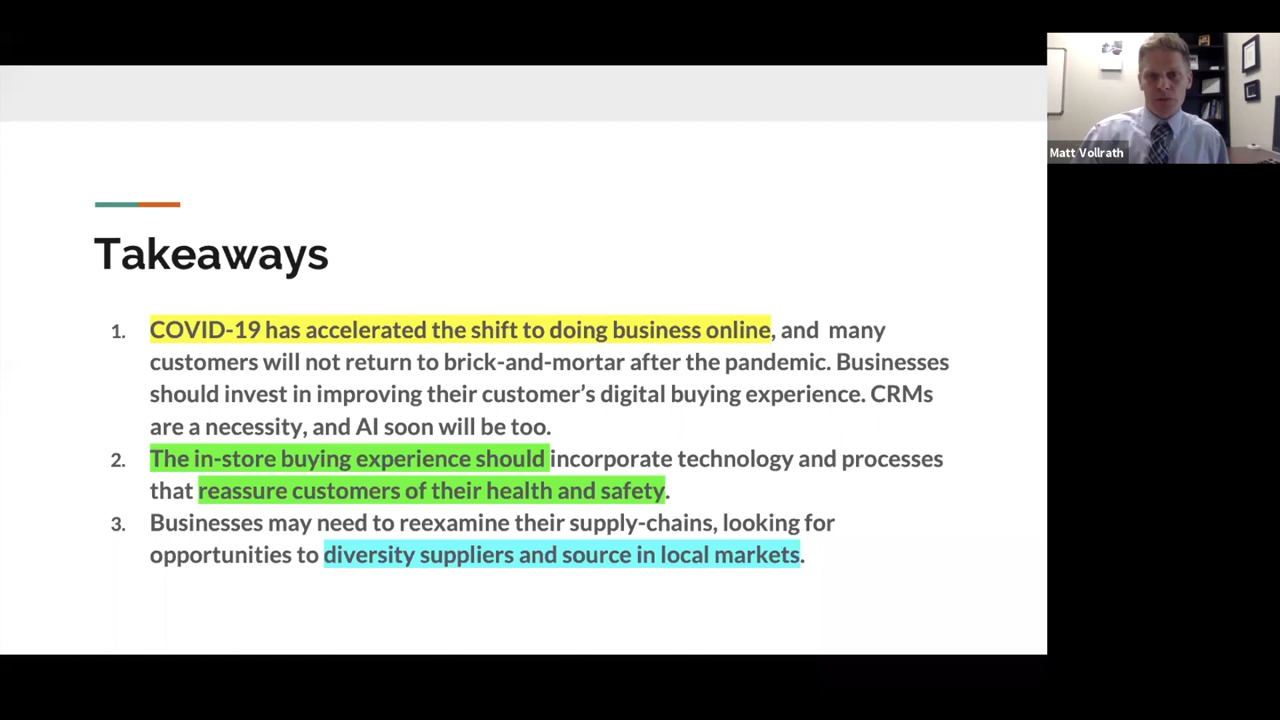 Takeaways
1. COVID-19 has accelerated the shift to doing business online, and many
customers will not return to brick-and-mortar after the pandemic. Businesses
should invest in improving their customer’s digital buying experience. CRMs
are a necessity, and AI soon will be too.
2. The in-store buying experience should incorporate technology and processes
that reassure customers of their health and safety.
3. Businesses may need to reexamine their supply-chains, looking for
opportunities to diversity suppliers and source in local markets.
Matt Vollrath